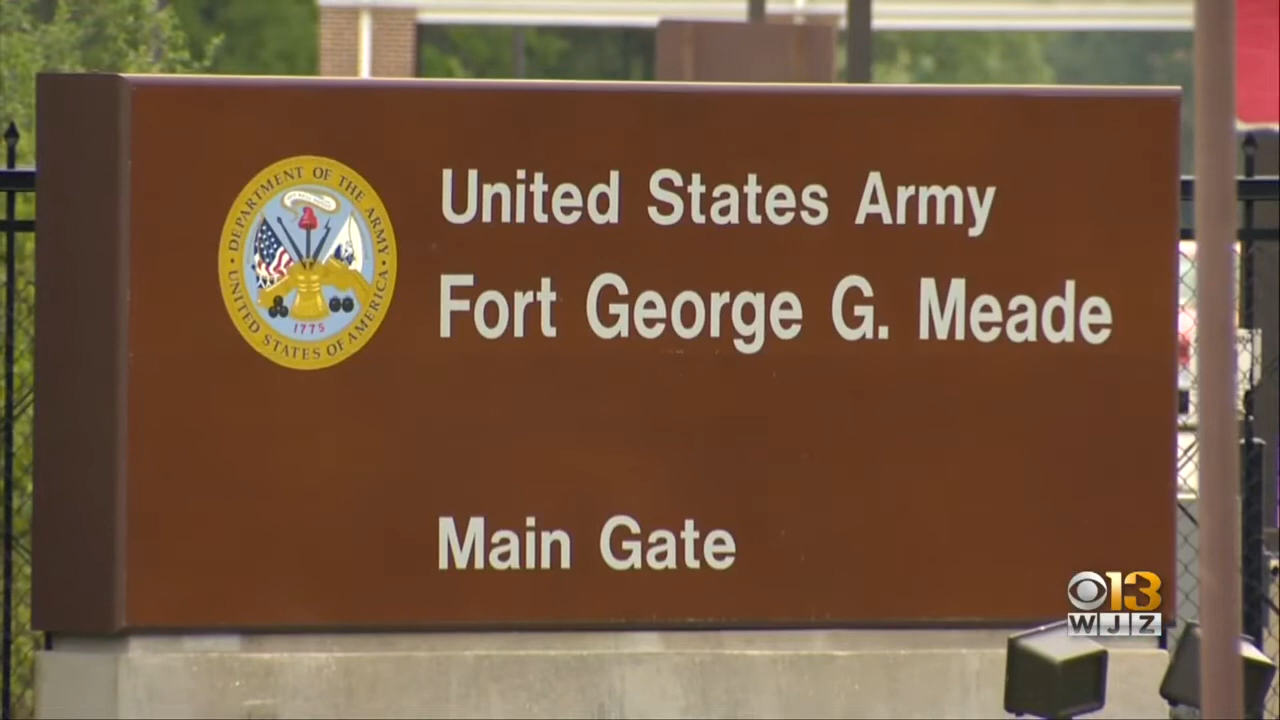 DEPARTMENT OF THE ARMY
United States Army
Fort George G. Meade
1775
UNITED STATES OF AMERICA
Main Gate
13
WJZ